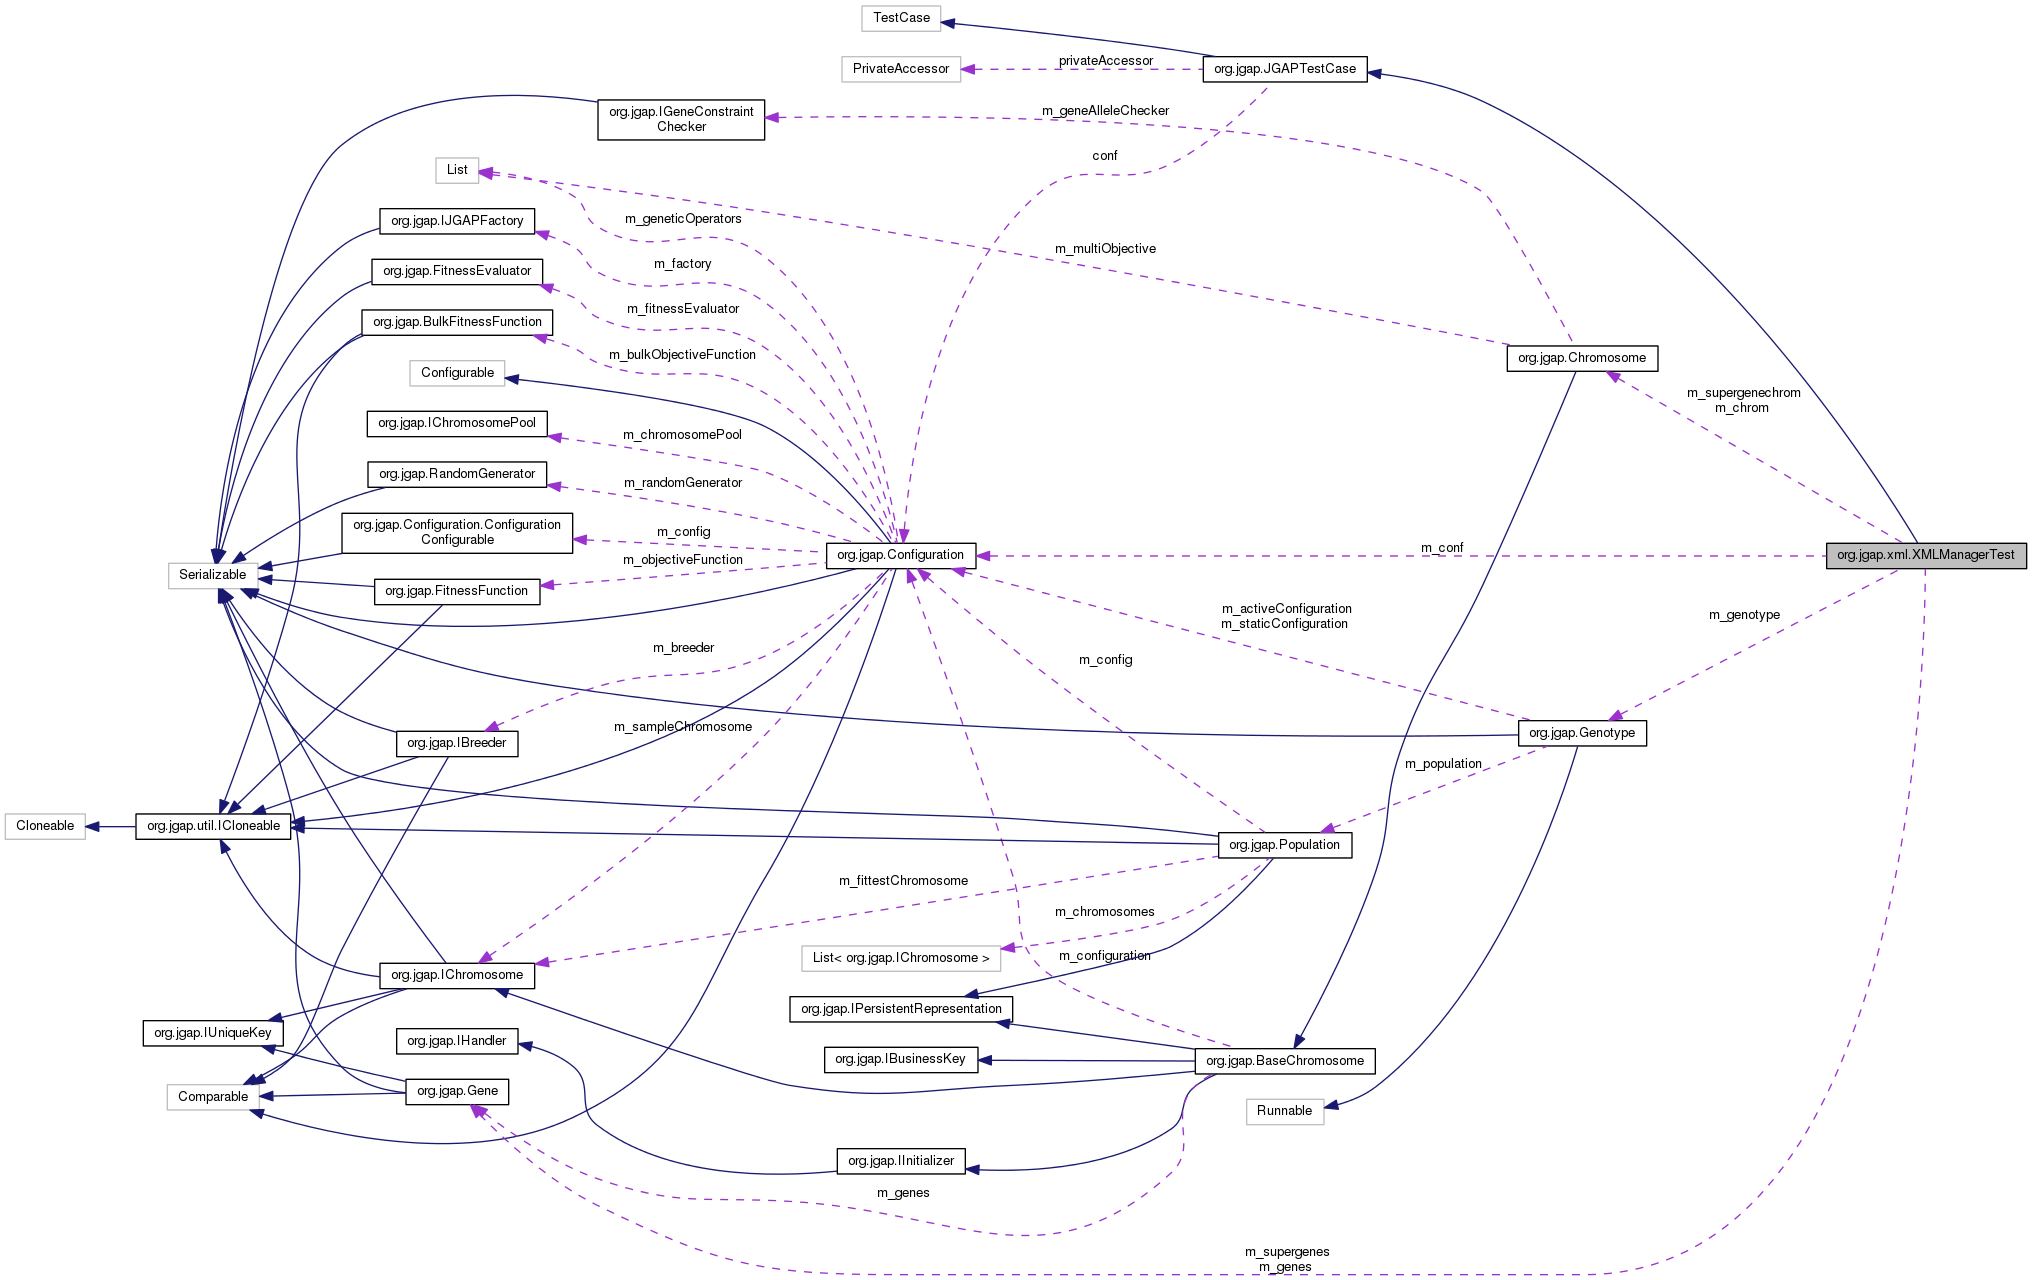 TestCase
PrivateAccessor
privateAccessor
org.jgap.JGAPTestCase
org.jgap.IGeneConstraint
Checker
m_geneAlleleChecker
conf
List
org.jgap.IJGAPFactory
m_geneticOperators
m_multiObjective
m_factory
org.jgap.FitnessEvaluator
m_fitnessEvaluator
org.jgap.BulkFitnessFunction
m_bulkObjectiveFunction
org.jgap.Chromosome
Configurable
m_supergenechrom
m_chrom
org.jgap.IChromosomePool
m_chromosomePool
org.jgap.RandomGenerator
m_randomGenerator
org.jgap.Configuration.Configuration
Configurable
m_config
org.jgap.Configuration
m_conf
org.jgap.xml.XMLManagerTest
Serializable
m_objectiveFunction
org.jgap.FitnessFunction
m_activeConfiguration
m_staticConfiguration
m_genotype
m_breeder
m_config
m_sampleChromosome
org.jgap.Genotype
org.jgap.IBreeder
m_population
Cloneable
org.jgap.util.ICloneable
org.jgap.Population
m_fittestChromosome
m_chromosomes
List< org.jgap.IChromosome >
m_configuration
org.jgap.IChromosome
org.jgap.IPersistentRepresentation
org.jgap.IUniqueKey
org.jgap.IHandler
org.jgap.IBusinessKey
org.jgap.BaseChromosome
org.jgap.Gene
Comparable
Runnable
org.jgap.IInitializer
m_genes
m_supergenes
m_genes